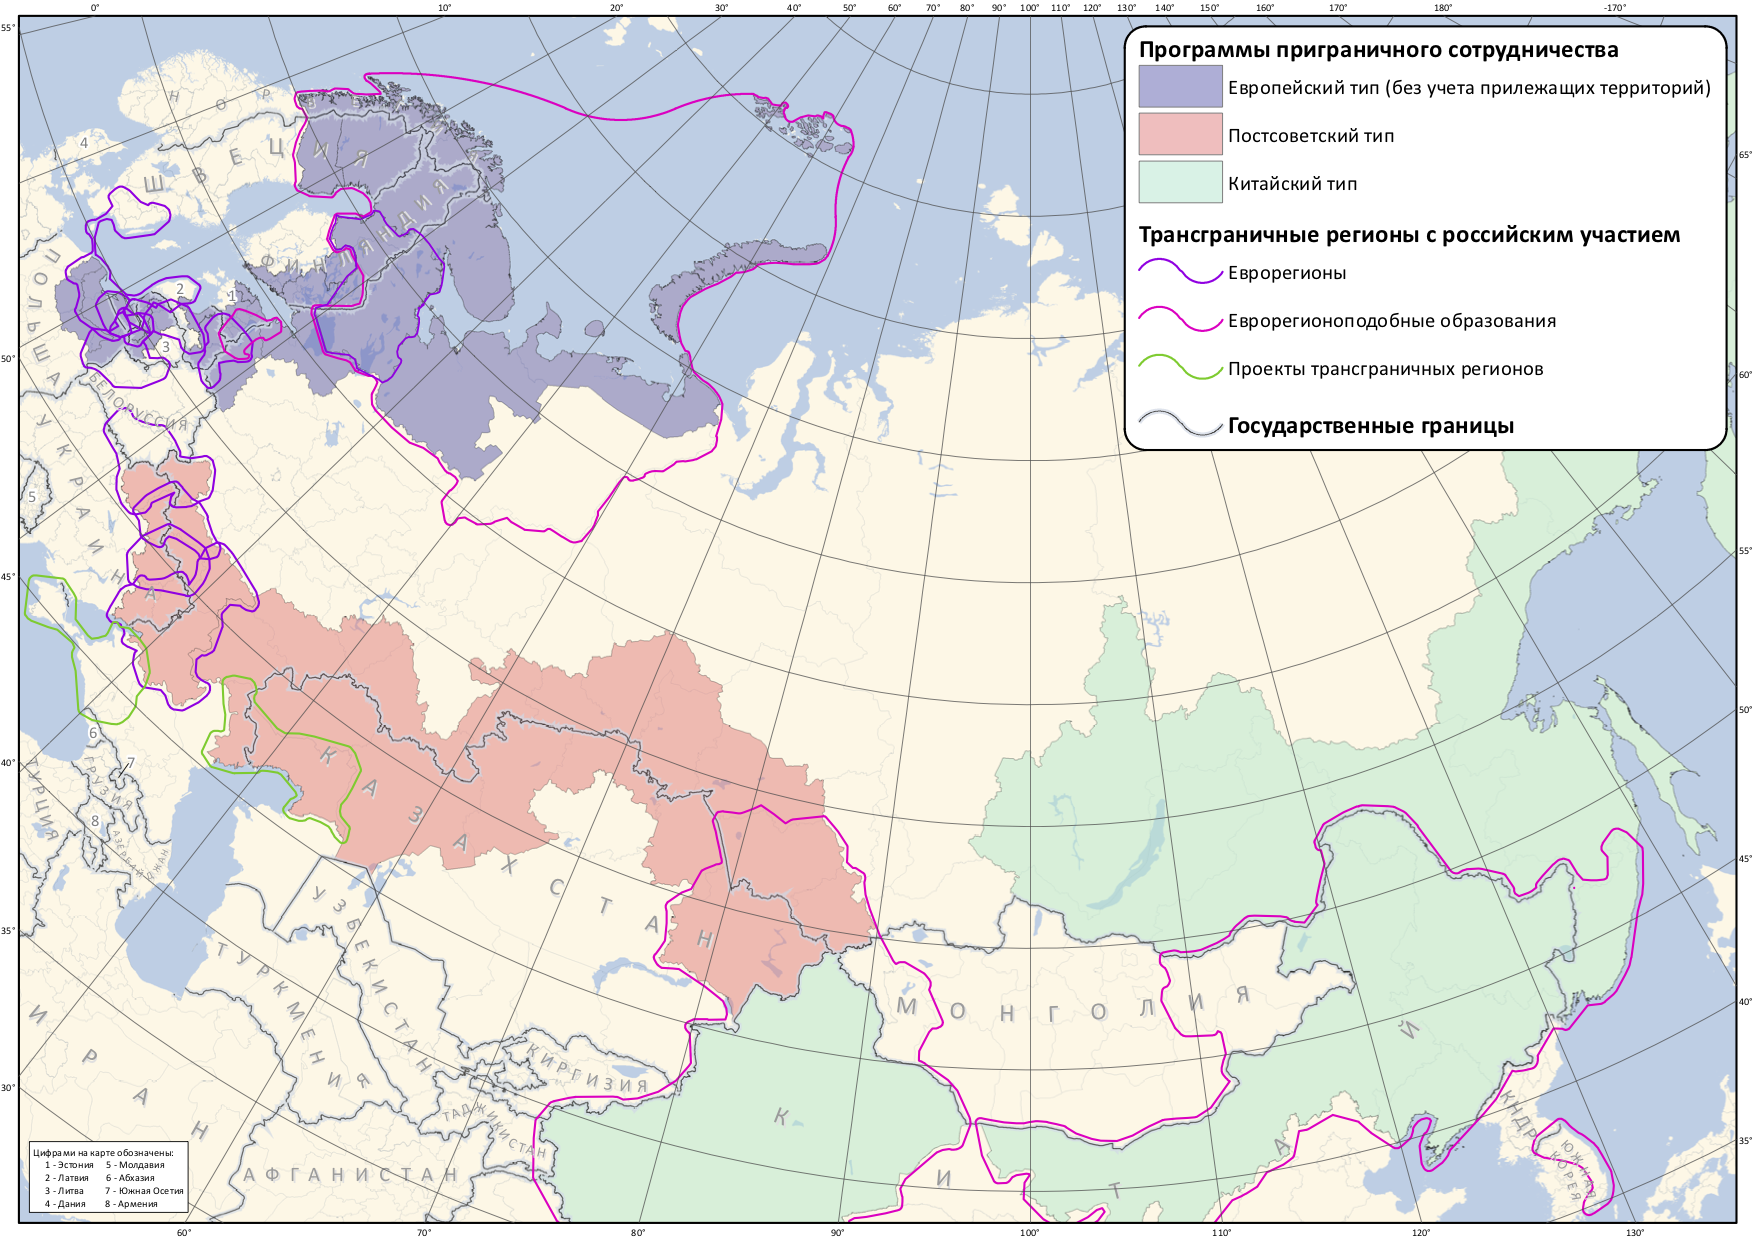 0° 10° 20° 30° 40° 50° 60° 70° 80° 90° 100° 110° 120° 130° 140° 150° 160° 170° 180° -170°
55°
50°
45°
40°
35°
30°
65°
60°
55°
50°
45°
40°
35°
60° 70° 80° 90° 100° 110° 120° 130°
Программы приграничного сотрудничества
Европейский тип (без учета прилежащих территорий)
Постсоветский тип
Китайский тип
Трансграничные регионы с российским участием
Еврорегионы
Еврорегионоподобные образования
Проекты трансграничных регионов
Государственные границы
НОРВЕГИЯ
ШВЕЦИЯ
ФИНЛЯНДИЯ
4
2
1
3
ПОЛЬША
БЕЛОРУССИЯ
УКРАИНА
5
6
7
ГРУЗИЯ
8
АЗЕРБАЙДЖАН
ТУРЦИЯ
КАЗАХСТАН
УЗБЕКИСТАН
ТУРКМЕНИЯ
КИРГИЗИЯ
ТАДЖИКИСТАН
ИРАН
АФГАНИСТАН
МОНГОЛИЯ
КИТАЙ
КНДР
ЮЖНАЯ
КОРЕЯ
Цифрами на карте обозначены:
1 - Эстония 5 - Молдавия
2 - Латвия 6 - Абхазия
3 - Литва 7 - Южная Осетия
4 - Дания 8 - Армения